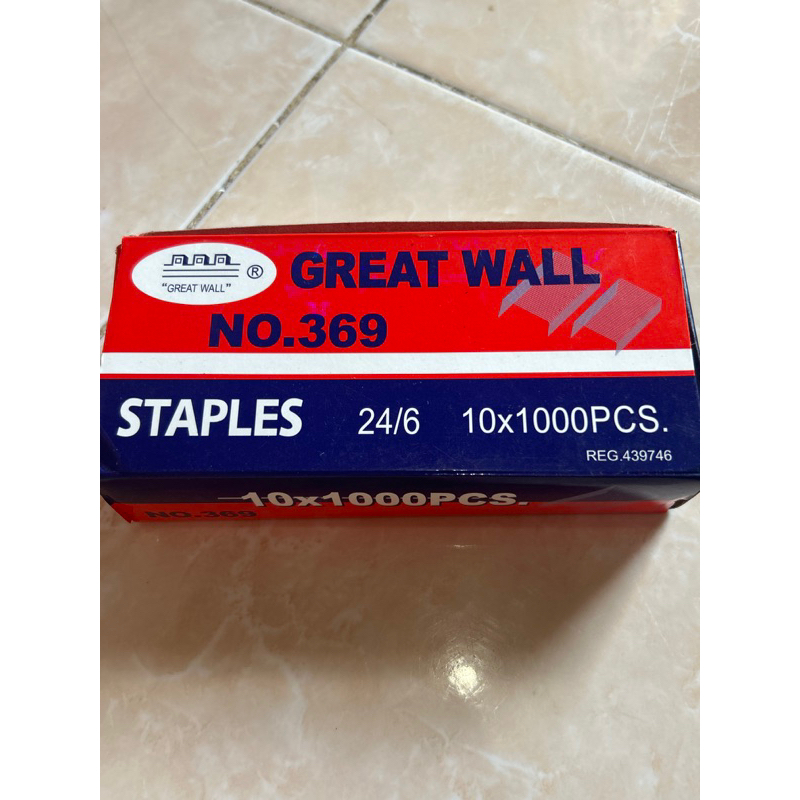 "GREAT WALL" ®
GREAT WALL
NO.369
STAPLES 24/6 10x1000PCS.
REG.439746
10x1000PCS.
NO.369